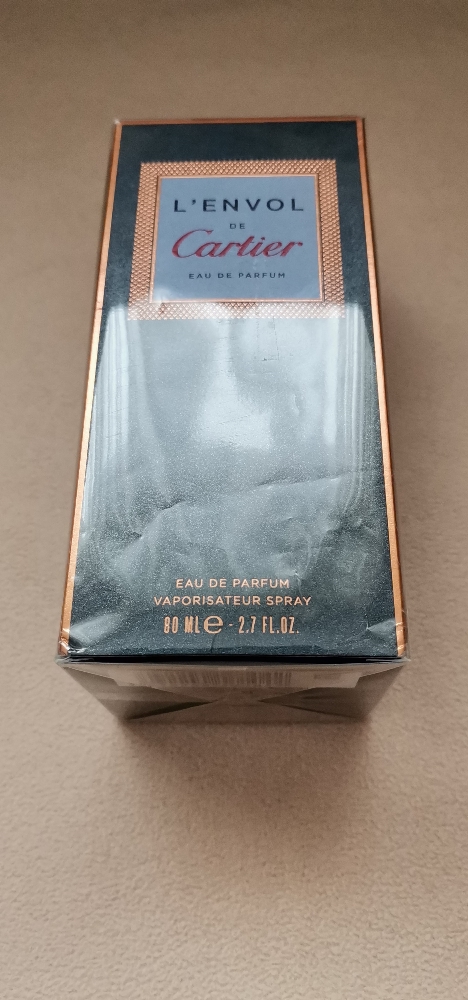 L'ENVOL
DE
Cartier
EAU DE PARFUM
EAU DE PARFUM
VAPORISATEUR SPRAY
80 ML e - 2.7 FL.OZ.